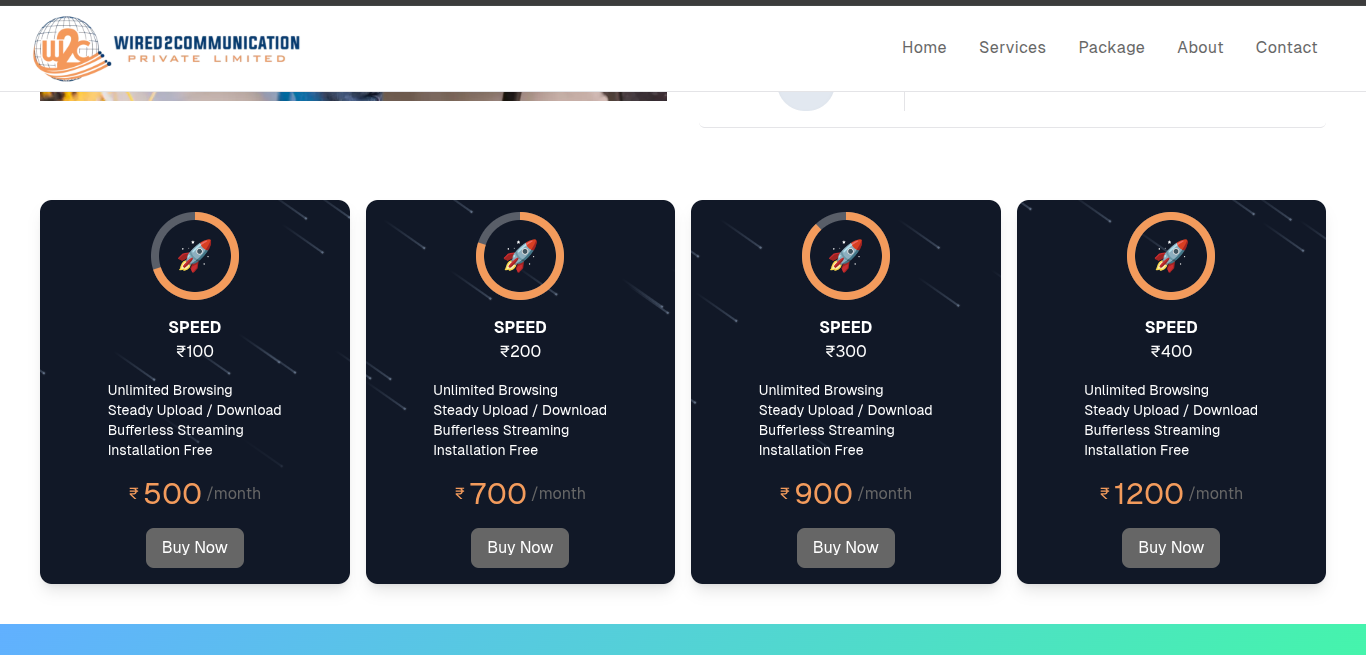 W2C
WIRED2COMMUNICATION
PRIVATE LIMITED
Home Services Package About Contact
SPEED
₹100
Unlimited Browsing
Steady Upload / Download
Bufferless Streaming
Installation Free
₹ 500 /month
Buy Now
SPEED
₹200
Unlimited Browsing
Steady Upload / Download
Bufferless Streaming
Installation Free
₹ 700 /month
Buy Now
SPEED
₹300
Unlimited Browsing
Steady Upload / Download
Bufferless Streaming
Installation Free
₹ 900 /month
Buy Now
SPEED
₹400
Unlimited Browsing
Steady Upload / Download
Bufferless Streaming
Installation Free
₹ 1200 /month
Buy Now